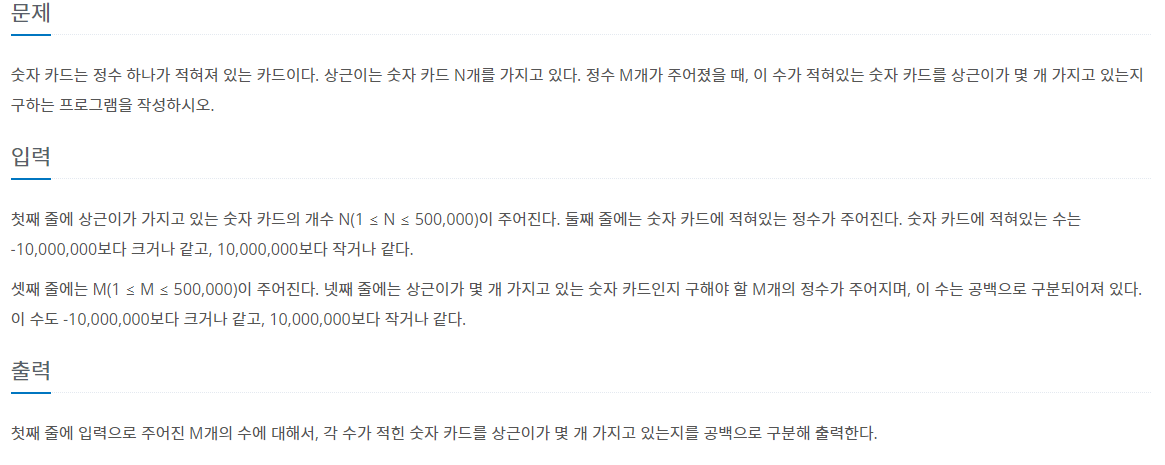 문제
숫자 카드는 정수 하나가 적혀져 있는 카드이다. 상근이는 숫자 카드 N개를 가지고 있다. 정수 M개가 주어졌을 때, 이 수가 적혀있는 숫자 카드를 상근이가 몇 개 가지고 있는지
구하는 프로그램을 작성하시오.
입력
첫째 줄에 상근이가 가지고 있는 숫자 카드의 개수 N(1 ≤ N ≤ 500,000)이 주어진다. 둘째 줄에는 숫자 카드에 적혀있는 정수가 주어진다. 숫자 카드에 적혀있는 수는
-10,000,000보다 크거나 같고, 10,000,000보다 작거나 같다.
셋째 줄에는 M(1 ≤ M ≤ 500,000)이 주어진다. 넷째 줄에는 상근이가 몇 개 가지고 있는 숫자 카드인지 구해야 할 M개의 정수가 주어지며, 이 수는 공백으로 구분되어져 있다.
이 수도 -10,000,000보다 크거나 같고, 10,000,000보다 작거나 같다.
출력
첫째 줄에 입력으로 주어진 M개의 수에 대해서, 각 수가 적힌 숫자 카드를 상근이가 몇 개 가지고 있는지를 공백으로 구분해 출력한다.